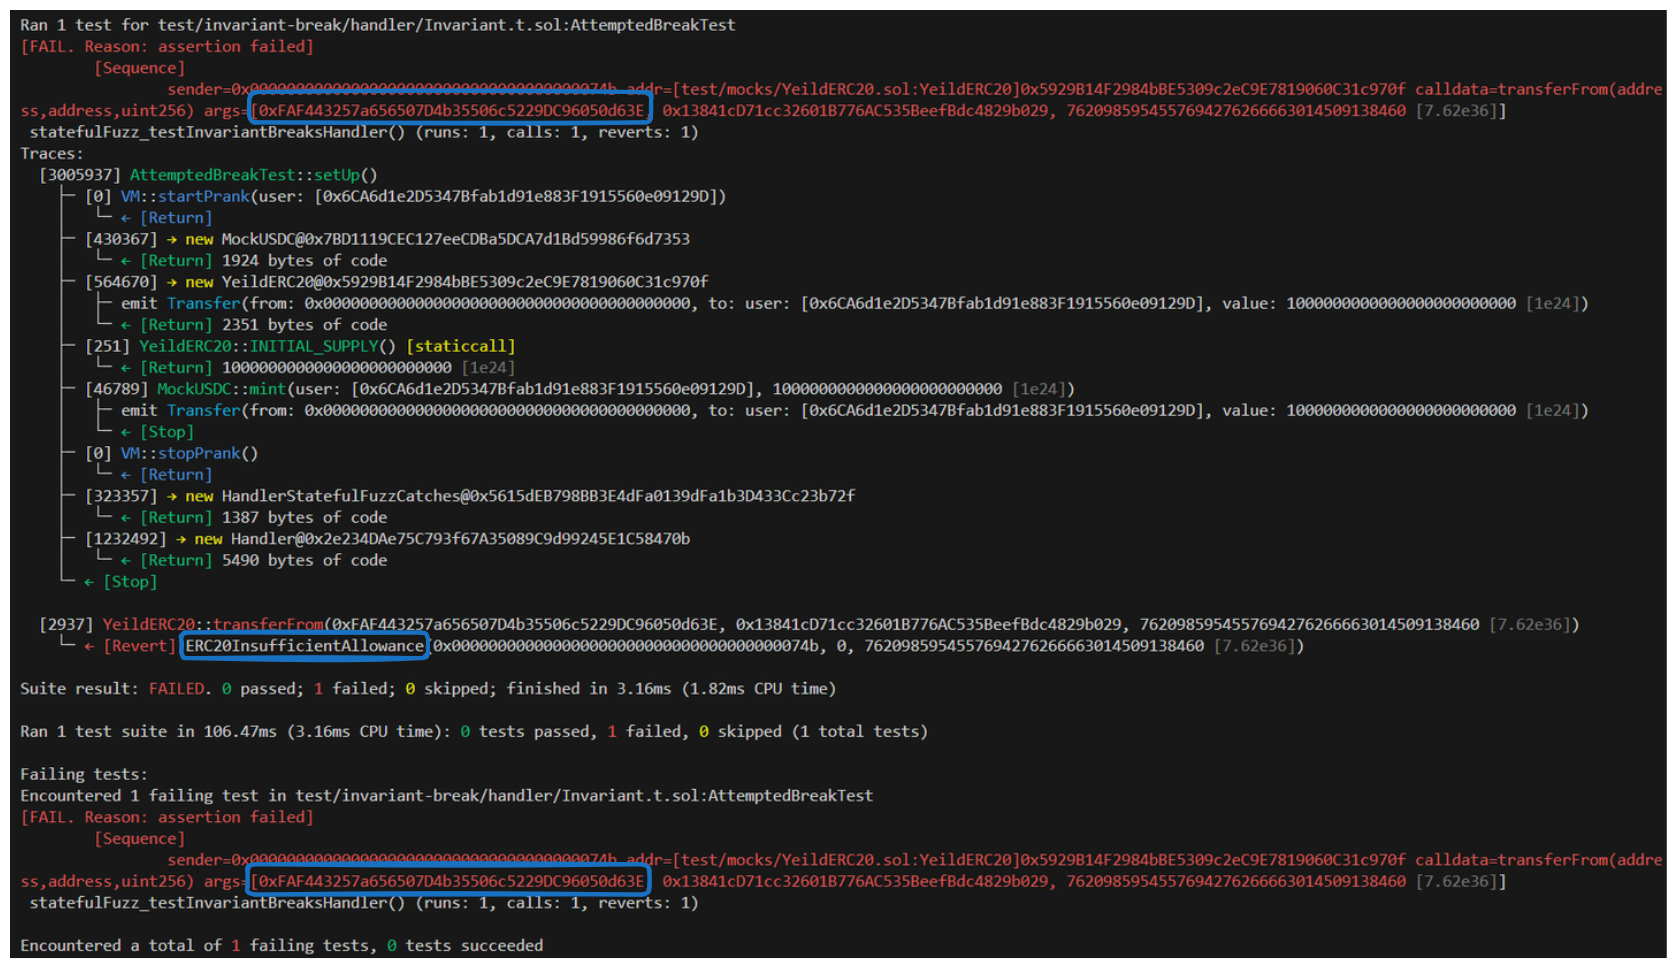 Ran 1 test for test/invariant-break/handler/Invariant.t.sol:AttemptedBreakTest
[FAIL. Reason: assertion failed]
[Sequence]
sender=0x000000000000000000000000000000000000074b addr=[test/mocks/YeildERC20.sol:YeildERC20]0x5929B14F2984bBE5309c2eC9E7819060C31c970f calldata=transferFrom(addre
ss,address,uint256) args=[0xFAF443257a656507D4b35506c5229DC96050d63E, 0x13841cD71cc32601B776AC535BeefBdc4829b029, 7620985954557694276266663014509138460 [7.62e36]]
statefulFuzz_testInvariantBreaksHandler() (runs: 1, calls: 1, reverts: 1)
Traces:
[3005937] AttemptedBreakTest::setUp()
├─ [0] VM::startPrank(user: [0x6CA6d1e2D5347Bfab1d91e883F1915560e09129D])
└─ ← [Return]
├─ [430367] → new MockUSDC@0x7BD1119CEC127eeCDBa5DCA7d1Bd59986f6d7353
└─ ← [Return] 1924 bytes of code
├─ [564670] → new YeildERC20@0x5929B14F2984bBE5309c2eC9E7819060C31c970f
├─ emit Transfer(from: 0x0000000000000000000000000000000000000000, to: user: [0x6CA6d1e2D5347Bfab1d91e883F1915560e09129D], value: 1000000000000000000000000 [1e24])
└─ ← [Return] 2351 bytes of code
├─ [251] YeildERC20::INITIAL_SUPPLY() [staticcall]
└─ ← [Return] 1000000000000000000000000 [1e24]
├─ [46789] MockUSDC::mint(user: [0x6CA6d1e2D5347Bfab1d91e883F1915560e09129D], 1000000000000000000000000 [1e24])
├─ emit Transfer(from: 0x0000000000000000000000000000000000000000, to: user: [0x6CA6d1e2D5347Bfab1d91e883F1915560e09129D], value: 1000000000000000000000000 [1e24])
└─ ← [Stop]
├─ [0] VM::stopPrank()
└─ ← [Return]
├─ [323357] → new HandlerStatefulFuzzCatches@0x5615dEB798BB3E4dFa0139dFa1b3D433Cc23b72f
└─ ← [Return] 1387 bytes of code
├─ [1232492] → new Handler@0x2e234DAe75C793f67A35089C9d99245E1C58470b
└─ ← [Return] 5490 bytes of code
└─ ← [Stop]
[2937] YeildERC20::transferFrom(0xFAF443257a656507D4b35506c5229DC96050d63E, 0x13841cD71cc32601B776AC535BeefBdc4829b029, 7620985954557694276266663014509138460 [7.62e36])
└─ ← [Revert] ERC20InsufficientAllowance(0x000000000000000000000000000000000000074b, 0, 7620985954557694276266663014509138460 [7.62e36])
Suite result: FAILED. 0 passed; 1 failed; 0 skipped; finished in 3.16ms (1.82ms CPU time)
Ran 1 test suite in 106.47ms (3.16ms CPU time): 0 tests passed, 1 failed, 0 skipped (1 total tests)
Failing tests:
Encountered 1 failing test in test/invariant-break/handler/Invariant.t.sol:AttemptedBreakTest
[FAIL. Reason: assertion failed]
[Sequence]
sender=0x000000000000000000000000000000000000074b addr=[test/mocks/YeildERC20.sol:YeildERC20]0x5929B14F2984bBE5309c2eC9E7819060C31c970f calldata=transferFrom(addre
ss,address,uint256) args=[0xFAF443257a656507D4b35506c5229DC96050d63E, 0x13841cD71cc32601B776AC535BeefBdc4829b029, 7620985954557694276266663014509138460 [7.62e36]]
statefulFuzz_testInvariantBreaksHandler() (runs: 1, calls: 1, reverts: 1)
Encountered a total of 1 failing tests, 0 tests succeeded